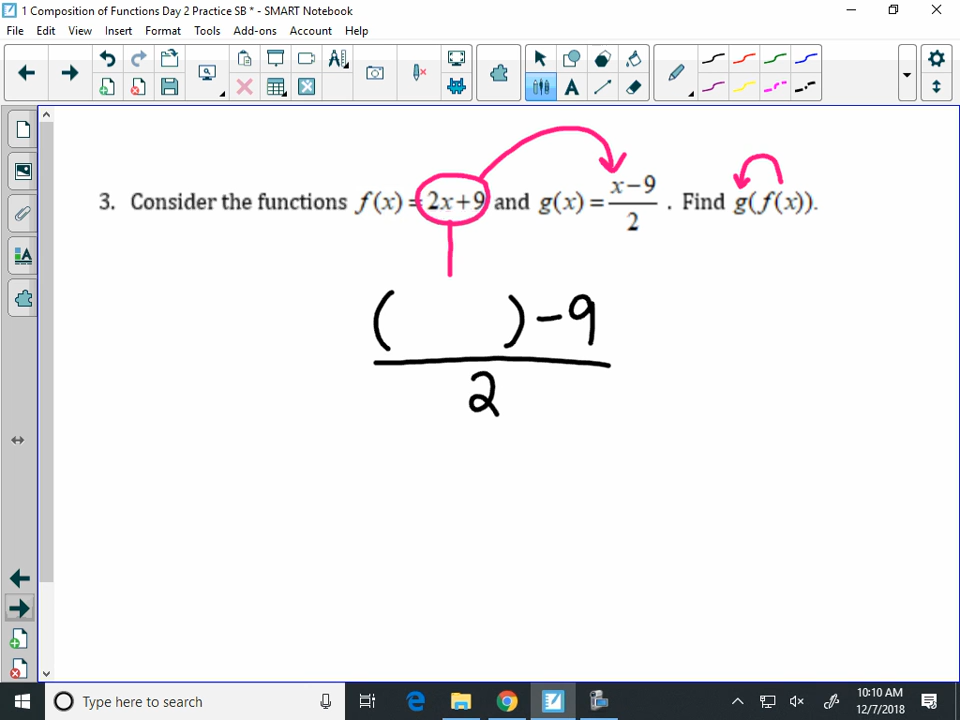 1 Composition of Functions Day 2 Practice SB * - SMART Notebook
File Edit View Insert Format Tools Add-ons Account Help
3. Consider the functions f(x) = 2x+9 and g(x) = (x-9)/2 . Find g(f(x)).
( ) - 9
2
Type here to search
10:10 AM
12/7/2018